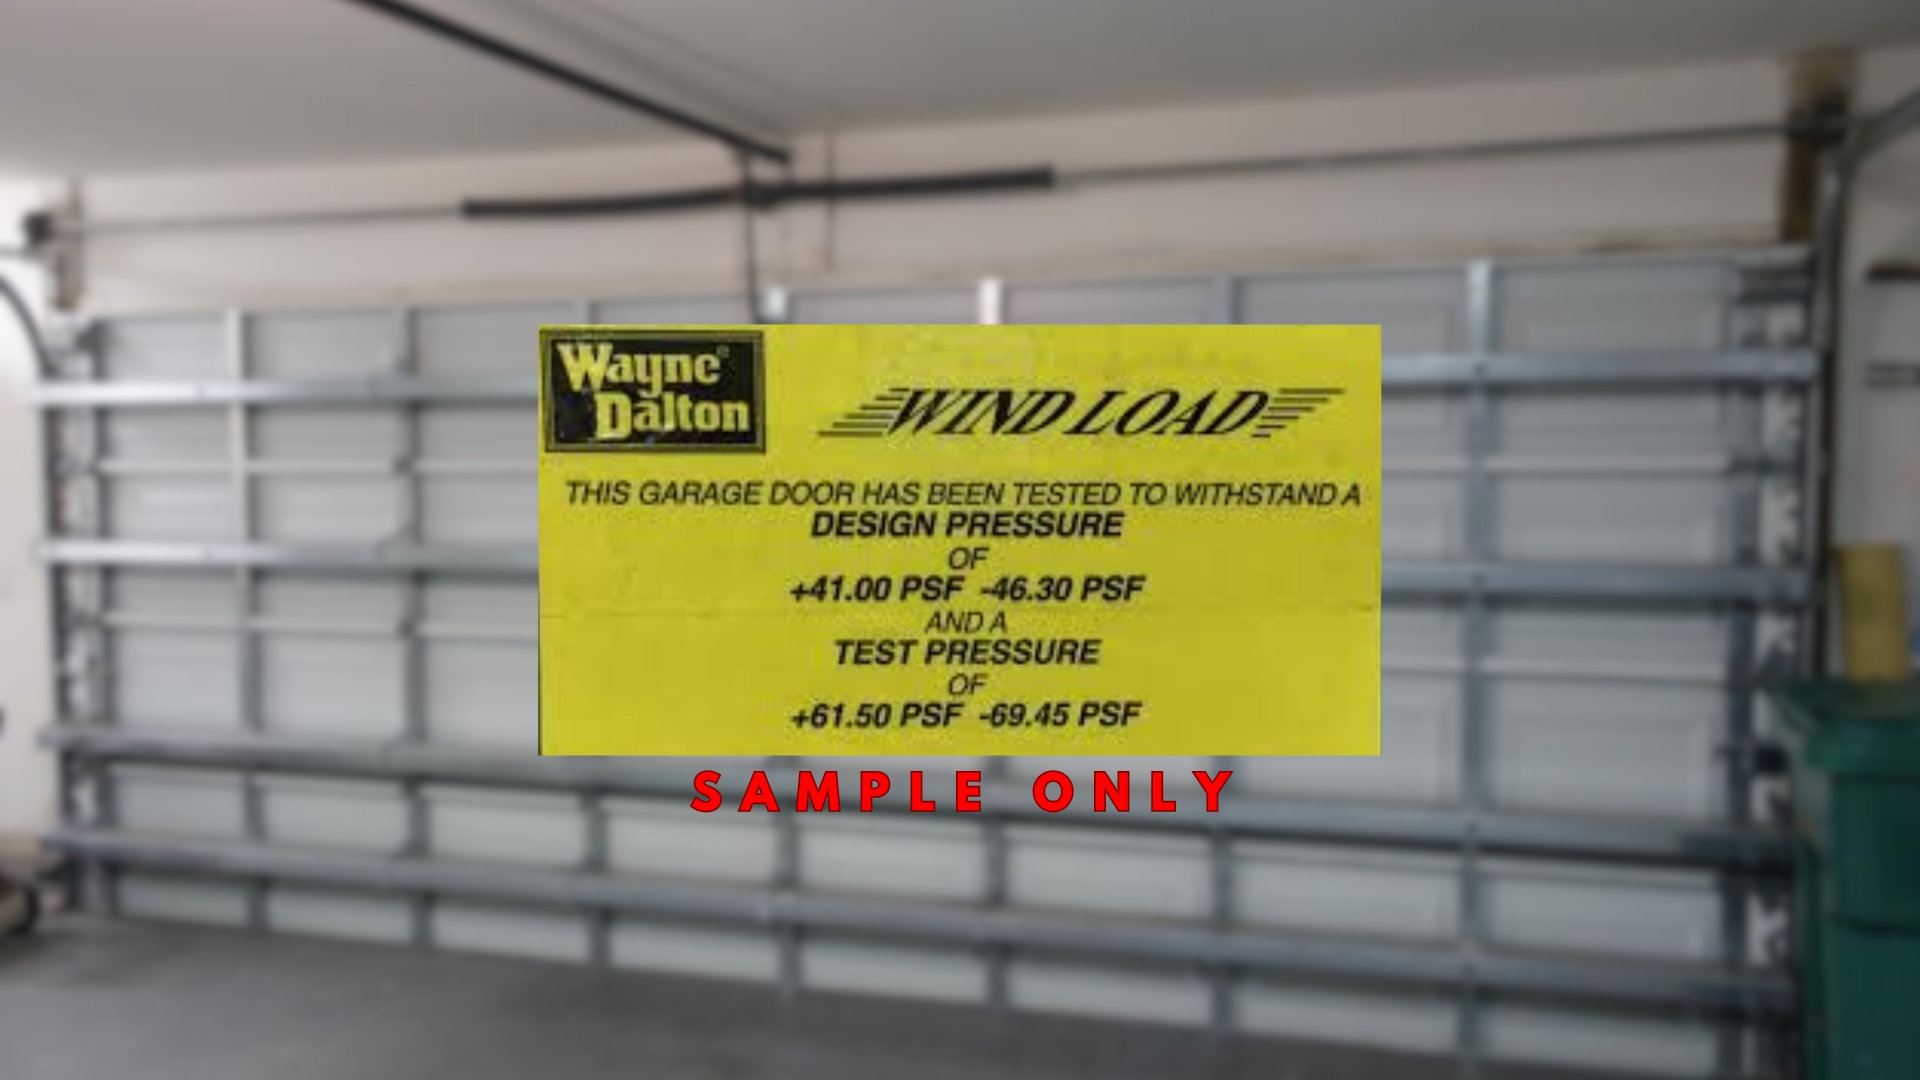 Wayne®
Dalton
WIND LOAD
THIS GARAGE DOOR HAS BEEN TESTED TO WITHSTAND A
DESIGN PRESSURE
OF
+41.00 PSF -46.30 PSF
AND A
TEST PRESSURE
OF
+61.50 PSF -69.45 PSF
SAMPLE ONLY